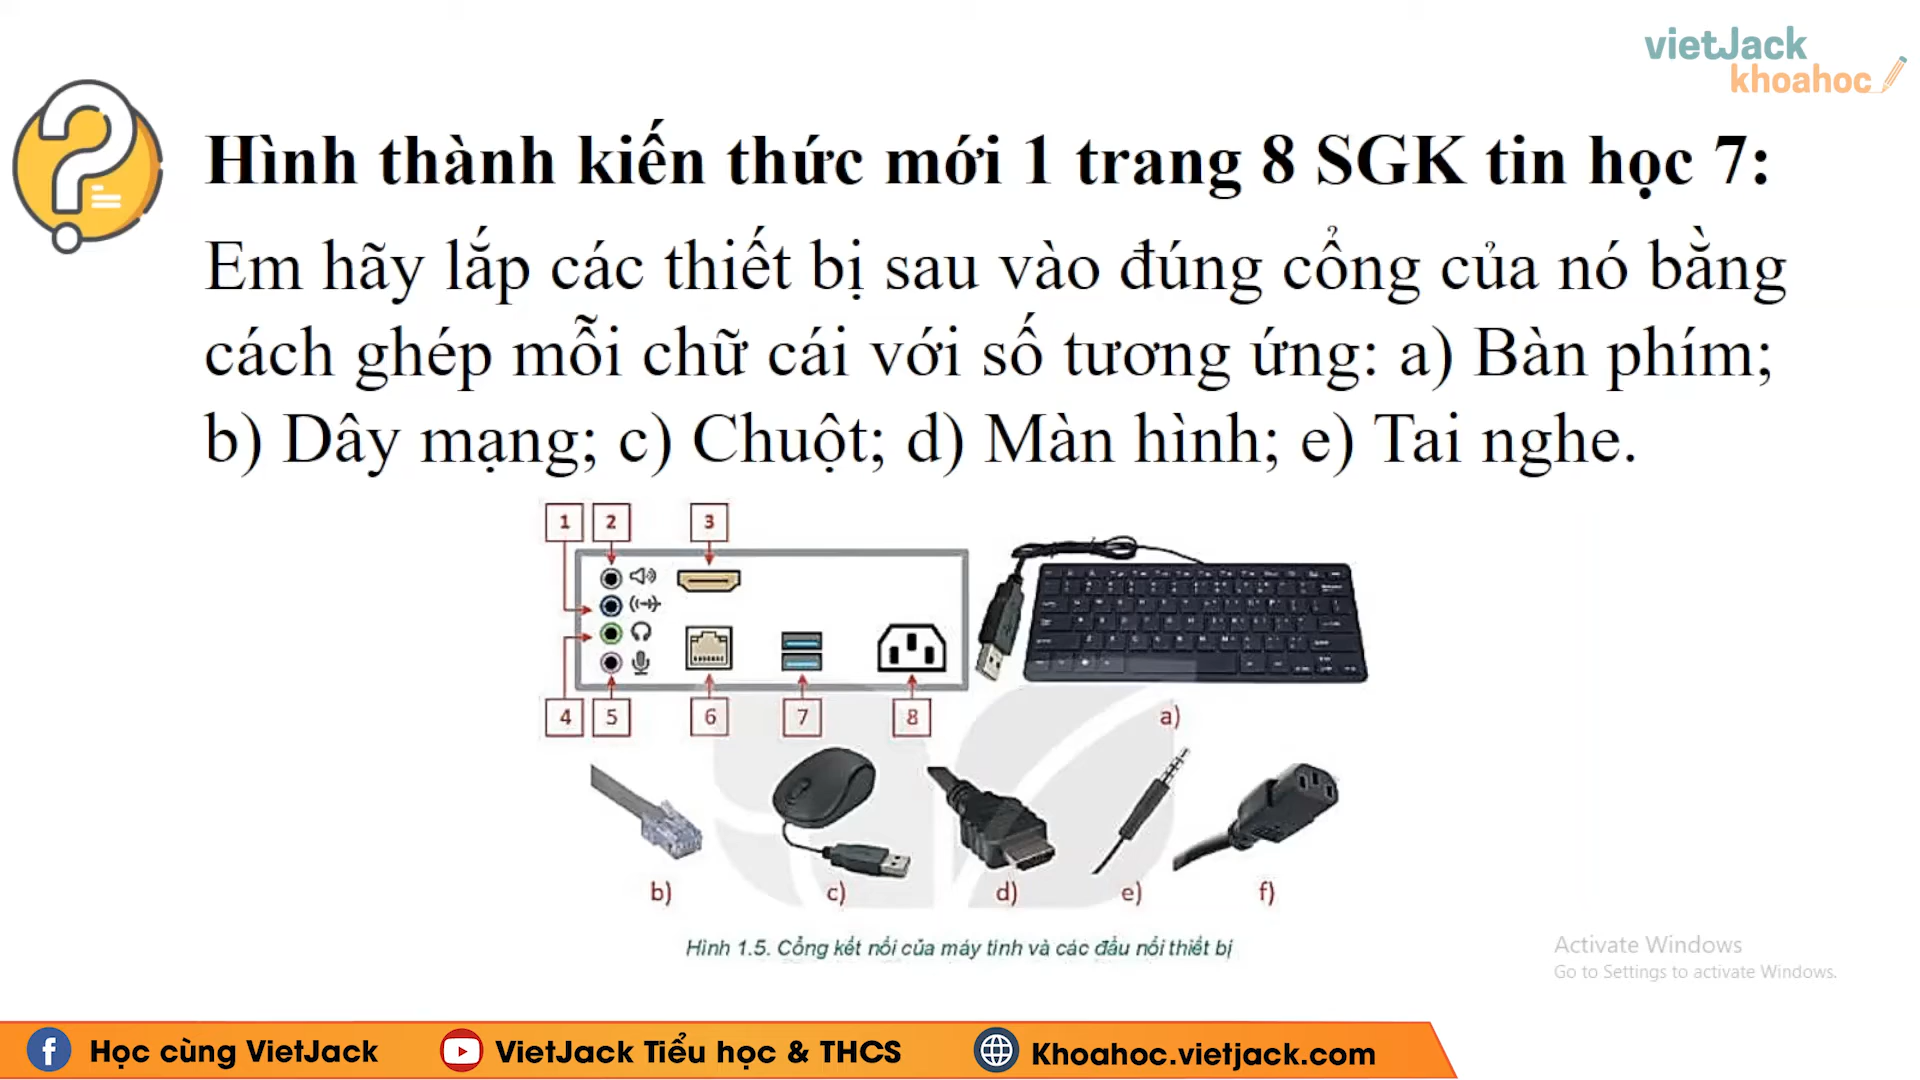 vietJack
khoahoc
Hình thành kiến thức mới 1 trang 8 SGK tin học 7:
Em hãy lắp các thiết bị sau vào đúng cổng của nó bằng
cách ghép mỗi chữ cái với số tương ứng: a) Bàn phím;
b) Dây mạng; c) Chuột; d) Màn hình; e) Tai nghe.
1 2 3
4 5 6 7 8
a)
b) c) d) e) f)
Hình 1.5. Cổng kết nối của máy tính và các đầu nối thiết bị
Activate Windows
Go to Settings to activate Windows.
Học cùng VietJack
VietJack Tiểu học & THCS
Khoahoc.vietjack.com